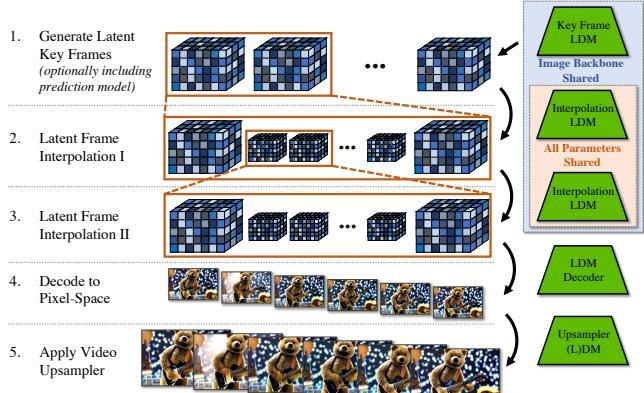 1. Generate Latent
Key Frames
(optionally including
prediction model)
Key Frame
LDM
Image Backbone
Shared
2. Latent Frame
Interpolation I
Interpolation
LDM
All Parameters
Shared
3. Latent Frame
Interpolation II
Interpolation
LDM
4. Decode to
Pixel-Space
LDM
Decoder
5. Apply Video
Upsampler
Upsampler
(L)DM